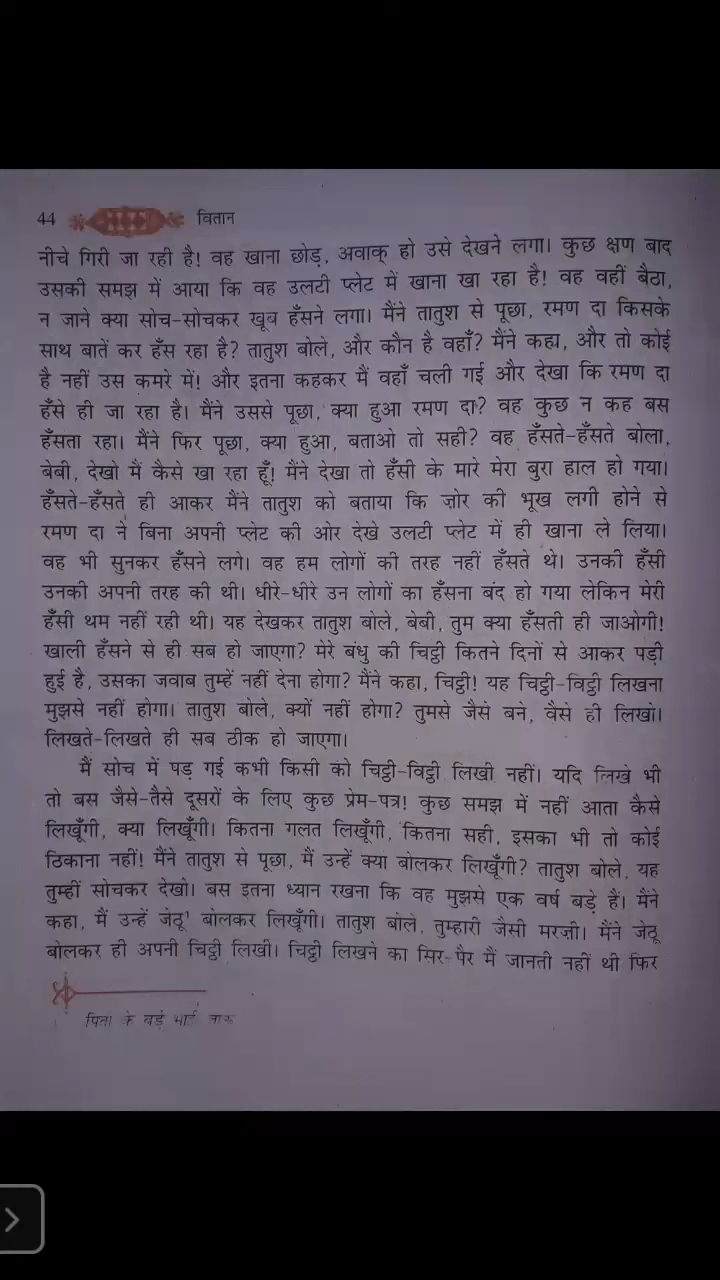 44 वितान
नीचे गिरी जा रही है! वह खाना छोड़, अवाक् हो उसे देखने लगा। कुछ क्षण बाद
उसकी समझ में आया कि वह उलटी प्लेट में खाना खा रहा है! वह वहीं बैठा,
न जाने क्या सोच-सोचकर खूब हँसने लगा। मैंने तातुश से पूछा, रमण दा किसके
साथ बातें कर हँस रहा है? तातुश बोले, और कौन है वहाँ? मैंने कहा, और तो कोई
है नहीं उस कमरे में! और इतना कहकर मैं वहाँ चली गई और देखा कि रमण दा
हँसे ही जा रहा है। मैंने उससे पूछा, क्या हुआ रमण दा? वह कुछ न कह बस
हँसता रहा। मैंने फिर पूछा, क्या हुआ, बताओ तो सही? वह हँसते-हँसते बोला,
बेबी, देखो मैं कैसे खा रहा हूँ! मैंने देखा तो हँसी के मारे मेरा बुरा हाल हो गया।
हँसते-हँसते ही आकर मैंने तातुश को बताया कि ज़ोर की भूख लगी होने से
रमण दा ने बिना अपनी प्लेट की ओर देखे उलटी प्लेट में ही खाना ले लिया।
वह भी सुनकर हँसने लगे। वह हम लोगों की तरह नहीं हँसते थे। उनकी हँसी
उनकी अपनी तरह की थी। धीरे-धीरे उन लोगों का हँसना बंद हो गया लेकिन मेरी
हँसी थम नहीं रही थी। यह देखकर तातुश बोले, बेबी, तुम क्या हँसती ही जाओगी!
खाली हँसने से ही सब हो जाएगा? मेरे बंधु की चिट्ठी कितने दिनों से आकर पड़ी
हुई है, उसका जवाब तुम्हें नहीं देना होगा? मैंने कहा, चिट्ठी! यह चिट्ठी-विट्ठी लिखना
मुझसे नहीं होगा। तातुश बोले, क्यों नहीं होगा? तुमसे जैसे बने, वैसे ही लिखो।
लिखते-लिखते ही सब ठीक हो जाएगा।
मैं सोच में पड़ गई कभी किसी को चिट्ठी-विट्ठी लिखी नहीं। यदि लिखे भी
तो बस जैसे-तैसे दूसरों के लिए कुछ प्रेम-पत्र! कुछ समझ में नहीं आता कैसे
लिखूँगी, क्या लिखूँगी। कितना गलत लिखूँगी, कितना सही, इसका भी तो कोई
ठिकाना नहीं! मैंने तातुश से पूछा, मैं उन्हें क्या बोलकर लिखूँगी? तातुश बोले, यह
तुम्हीं सोचकर देखो। बस इतना ध्यान रखना कि वह मुझसे एक वर्ष बड़े हैं। मैंने
कहा, मैं उन्हें जेठू¹ बोलकर लिखूँगी। तातुश बोले, तुम्हारी जैसी मरज़ी। मैंने जेठू
बोलकर ही अपनी चिट्ठी लिखी। चिट्ठी लिखने का सिर-पैर मैं जानती नहीं थी फिर
पिता के बड़े भाई